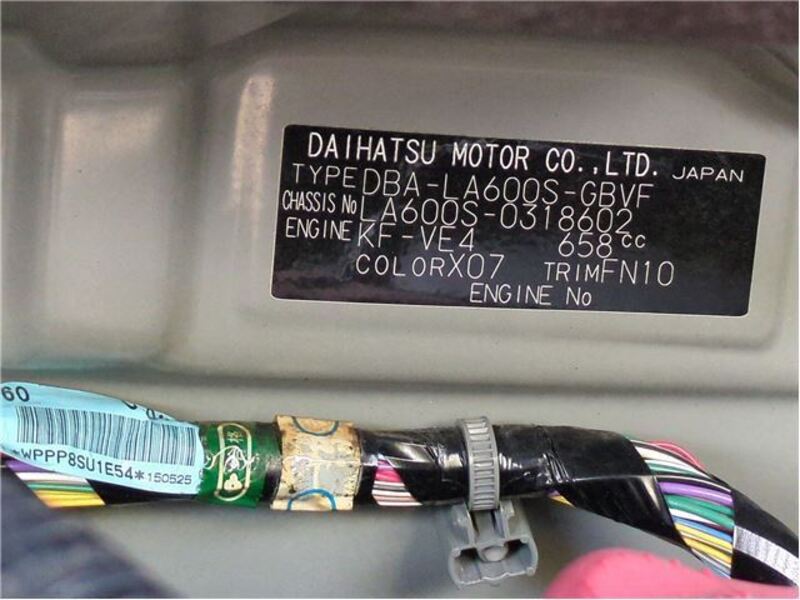 DAIHATSU MOTOR CO.,LTD. JAPAN
TYPE DBA-LA600S-GBVF
CHASSIS No LA600S-0318602
ENGINE KF-VE4 658cc
COLOR X07 TRIM FN10
ENGINE No
60
*WPPP8SU1E54*150525